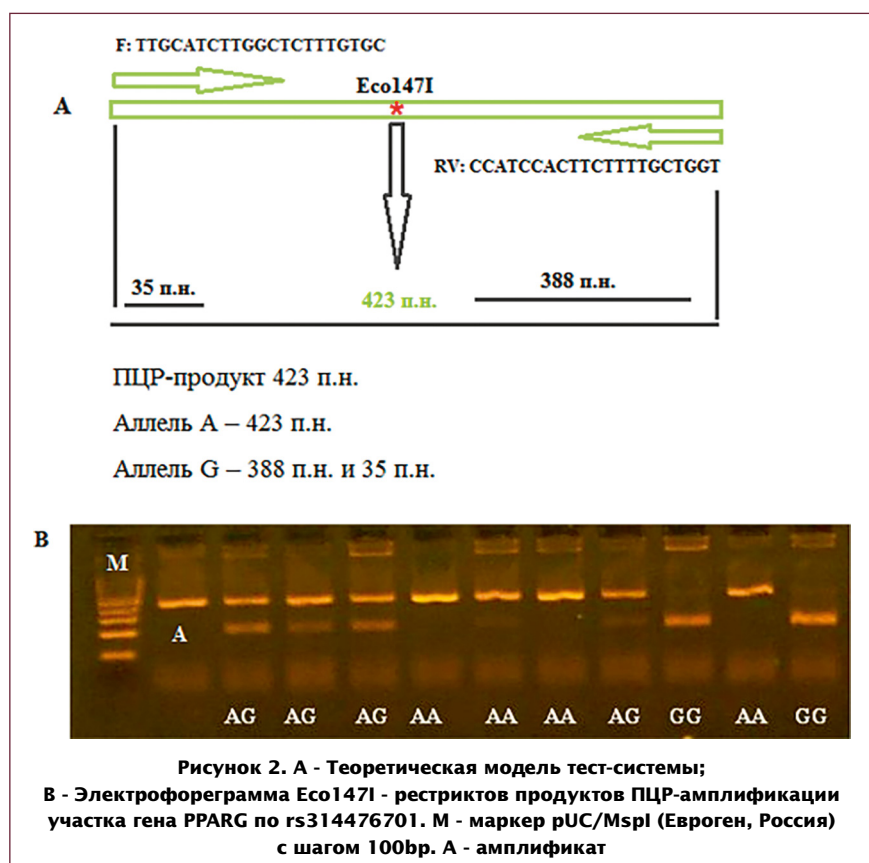 F: TTGCATCTTGGCTCTTTGTGC
Eco147I
A
*
RV: CCATCCACTTCTTTTGCTGGT
35 п.н.
423 п.н.
388 п.н.
ПЦР-продукт 423 п.н.
Аллель A – 423 п.н.
Аллель G – 388 п.н. и 35 п.н.
B
M
A
AG AG AG AA AA AA AG GG AA GG
Рисунок 2. А - Теоретическая модель тест-системы;
В - Электрофореграмма Eco147I - рестриктов продуктов ПЦР-амплификации
участка гена PPARG по rs314476701. М - маркер pUC/MspI (Евроген, Россия)
с шагом 100bp. А - амплификат